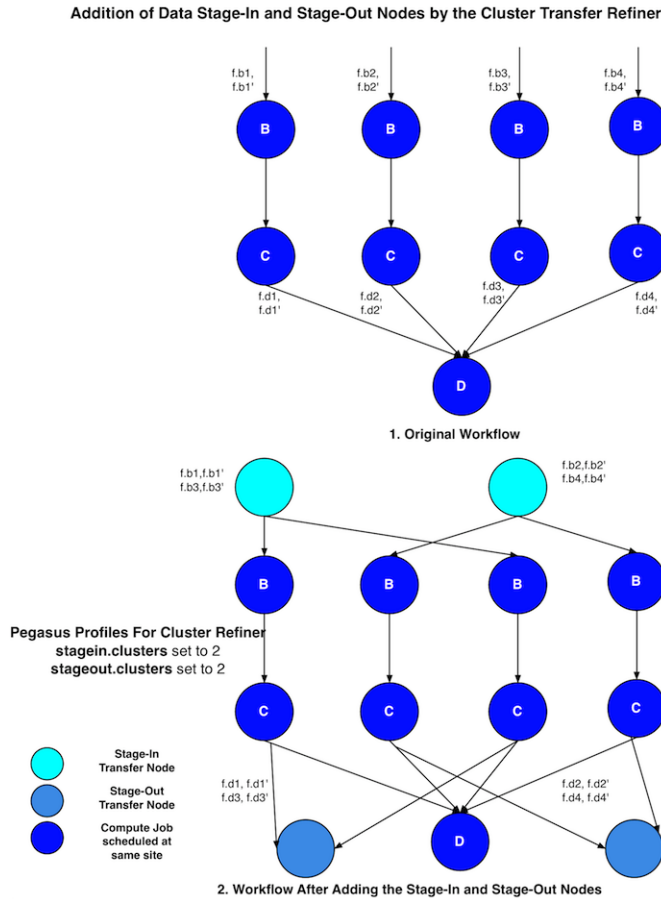 Addition of Data Stage-In and Stage-Out Nodes by the Cluster Transfer Refiner
f.b1,
f.b1'
f.b2,
f.b2'
f.b3,
f.b3'
f.b4,
f.b4'
B
B
B
B
C
C
C
C
f.d1,
f.d1'
f.d2,
f.d2'
f.d3,
f.d3'
f.d4,
f.d4'
D
1. Original Workflow
f.b1,f.b1'
f.b3,f.b3'
f.b2,f.b2'
f.b4,f.b4'
B
B
B
B
Pegasus Profiles For Cluster Refiner
stagein.clusters set to 2
stageout.clusters set to 2
C
C
C
C
Stage-In
Transfer Node
Stage-Out
Transfer Node
Compute Job
scheduled at
same site
f.d1, f.d1'
f.d3, f.d3'
f.d2, f.d2'
f.d4, f.d4'
D
2. Workflow After Adding the Stage-In and Stage-Out Nodes